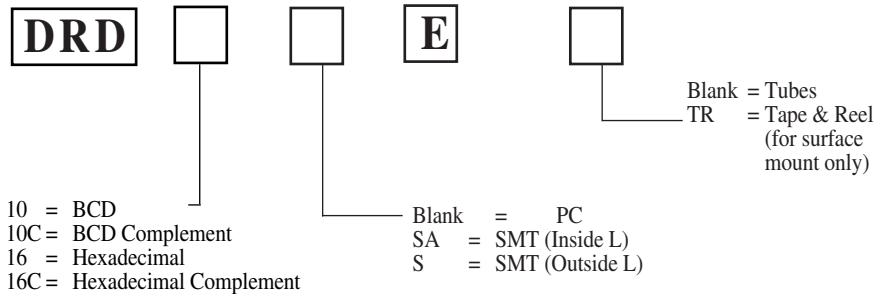 DRD E
Blank = Tubes
TR = Tape & Reel
(for surface
mount only)
10 = BCD
10C = BCD Complement
16 = Hexadecimal
16C = Hexadecimal Complement
Blank = PC
SA = SMT (Inside L)
S = SMT (Outside L)